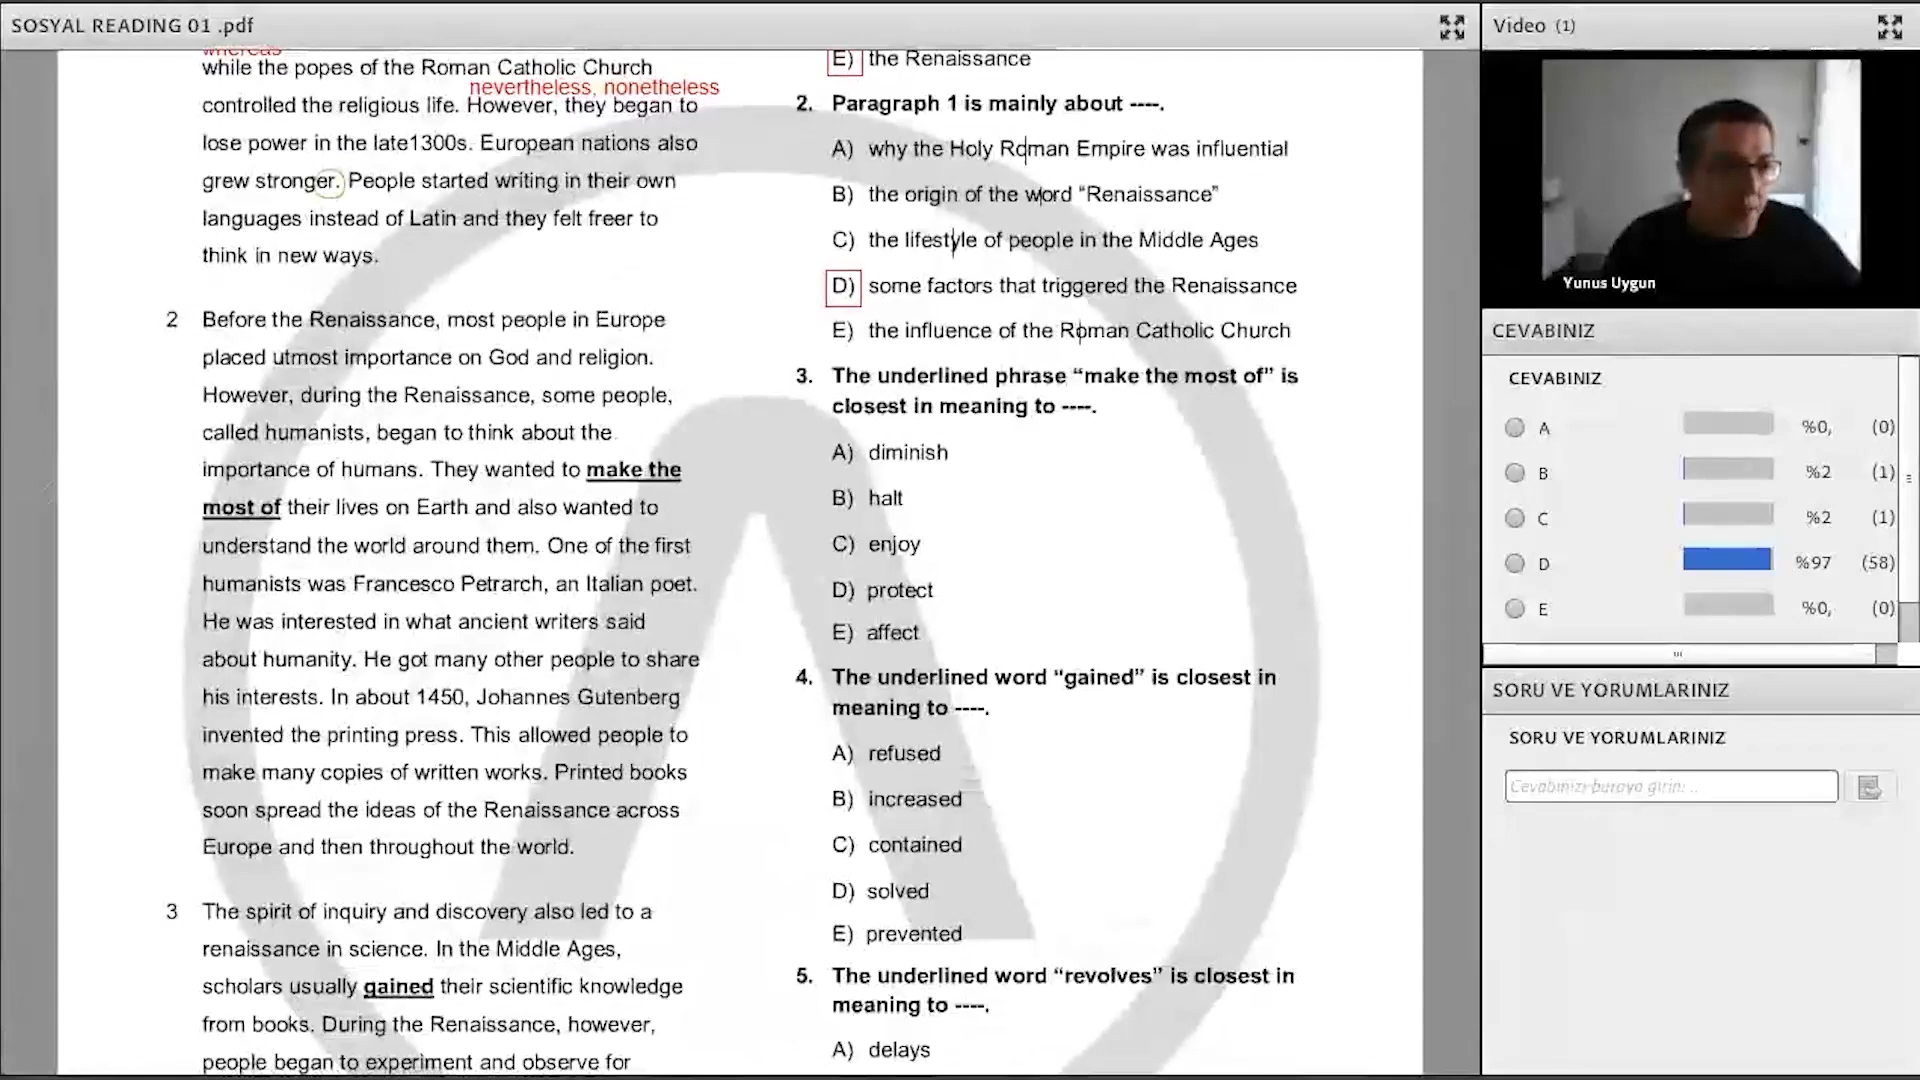 SOSYAL READING 01 .pdf
whereas
while the popes of the Roman Catholic Church
nevertheless, nonetheless
controlled the religious life. However, they began to
lose power in the late1300s. European nations also
grew stronger. People started writing in their own
languages instead of Latin and they felt freer to
think in new ways.
2 Before the Renaissance, most people in Europe
placed utmost importance on God and religion.
However, during the Renaissance, some people,
called humanists, began to think about the
importance of humans. They wanted to make the
most of their lives on Earth and also wanted to
understand the world around them. One of the first
humanists was Francesco Petrarch, an Italian poet.
He was interested in what ancient writers said
about humanity. He got many other people to share
his interests. In about 1450, Johannes Gutenberg
invented the printing press. This allowed people to
make many copies of written works. Printed books
soon spread the ideas of the Renaissance across
Europe and then throughout the world.
3 The spirit of inquiry and discovery also led to a
renaissance in science. In the Middle Ages,
scholars usually gained their scientific knowledge
from books. During the Renaissance, however,
people began to experiment and observe for
E) the Renaissance
2. Paragraph 1 is mainly about ----.
A) why the Holy Roman Empire was influential
B) the origin of the word “Renaissance”
C) the lifestyle of people in the Middle Ages
D) some factors that triggered the Renaissance
E) the influence of the Roman Catholic Church
3. The underlined phrase “make the most of” is
closest in meaning to ----.
A) diminish
B) halt
C) enjoy
D) protect
E) affect
4. The underlined word “gained” is closest in
meaning to ----.
A) refused
B) increased
C) contained
D) solved
E) prevented
5. The underlined word “revolves” is closest in
meaning to ----.
A) delays
Video (1)
Yunus Uygun
CEVABINIZ
CEVABINIZ
A %0, (0)
B %2 (1)
C %2 (1)
D %97 (58)
E %0, (0)
SORU VE YORUMLARINIZ
SORU VE YORUMLARINIZ
Cevabınızı buraya girin: ..